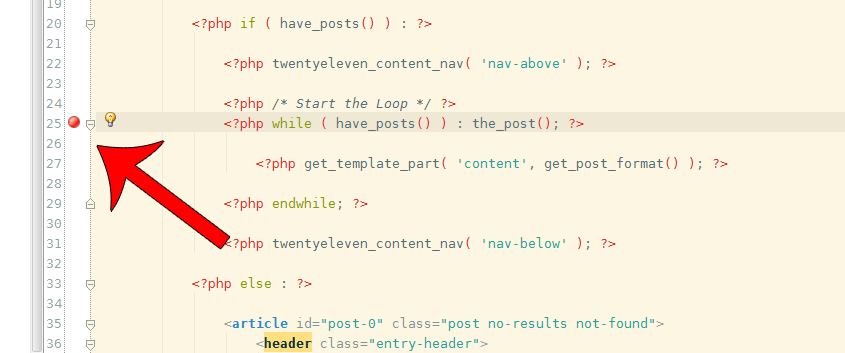 19
20 <?php if ( have_posts() ) : ?>
21
22 <?php twentyeleven_content_nav( 'nav-above' ); ?>
23
24 <?php /* Start the Loop */ ?>
25 <?php while ( have_posts() ) : the_post(); ?>
26
27 <?php get_template_part( 'content', get_post_format() ); ?>
28
29 <?php endwhile; ?>
30
31 <?php twentyeleven_content_nav( 'nav-below' ); ?>
32
33 <?php else : ?>
34
35 <article id="post-0" class="post no-results not-found">
36 <header class="entry-header">